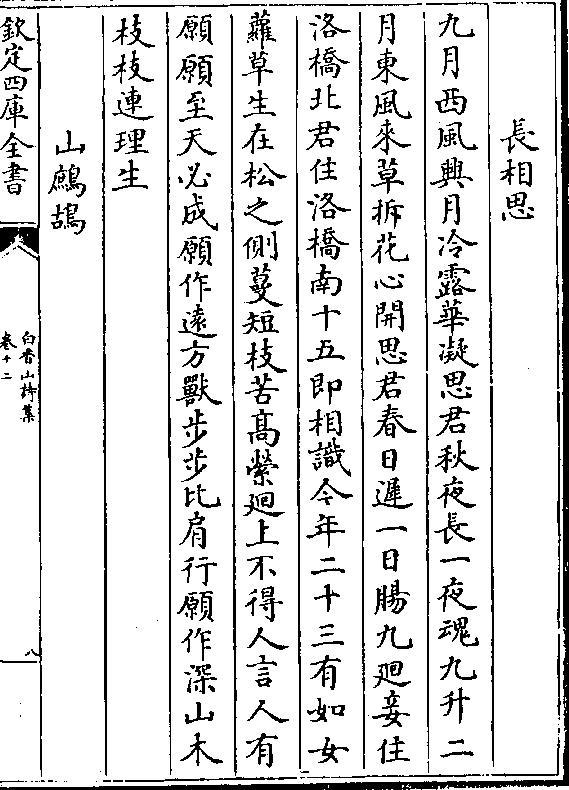 長相思
九月西風興月冷露華凝思君秋夜長一夜魂九升二
月東風來草拆花心開思君春日遲一日腸九廻妾住
洛橋北君住洛橋南十五即相識今年二十三有如女
蘿草生在松之側蔓短枝苦髙縈廻上不得人言人有
願願至天必成願作遠方獸步步比肩行願作深山木
枝枝連理生
山鷓鴣
欽定四庫全書
白香山詩集
卷十二
八